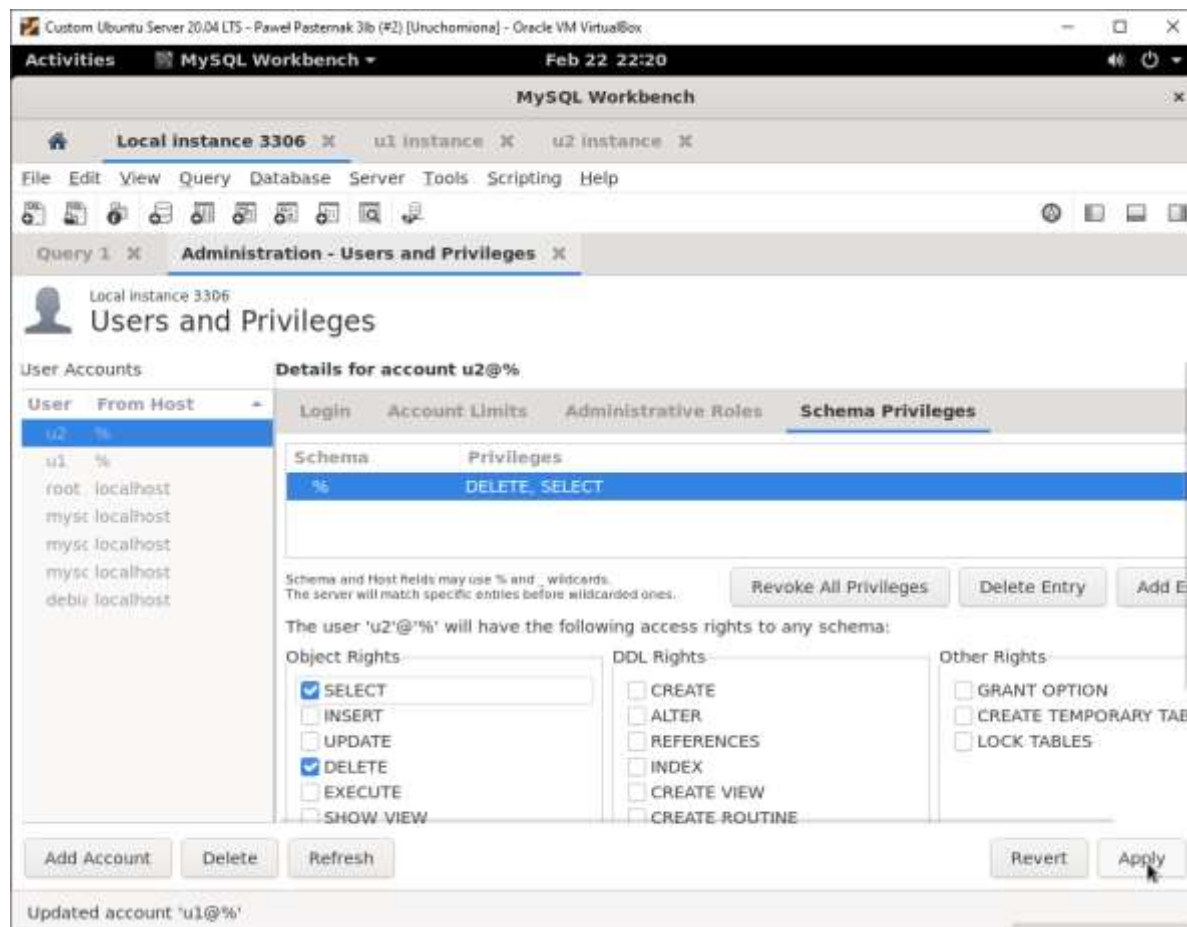 Custom Ubuntu Server 20.04 LTS - Paweł Pasternak 3lb (#2) [Uruchomiona] - Oracle VM VirtualBox
Activities MySQL Workbench Feb 22 22:20
MySQL Workbench
Local instance 3306 u1 instance u2 instance
File Edit View Query Database Server Tools Scripting Help
Query 1 Administration - Users and Privileges
Local instance 3306
Users and Privileges
User Accounts Details for account u2@%
User From Host Login Account Limits Administrative Roles Schema Privileges
u2 %
u1 % Schema Privileges
root localhost % DELETE, SELECT
mysc localhost
mysc localhost
mysc localhost
debia localhost
Schema and Host fields may use % and _ wildcards.
The server will match specific entries before wildcarded ones.
Revoke All Privileges Delete Entry Add E
The user 'u2'@'%' will have the following access rights to any schema:
Object Rights DDL Rights Other Rights
SELECT CREATE GRANT OPTION
INSERT ALTER CREATE TEMPORARY TAB
UPDATE REFERENCES LOCK TABLES
DELETE INDEX
EXECUTE CREATE VIEW
SHOW VIEW CREATE ROUTINE
Add Account Delete Refresh Revert Apply
Updated account 'u1@%'